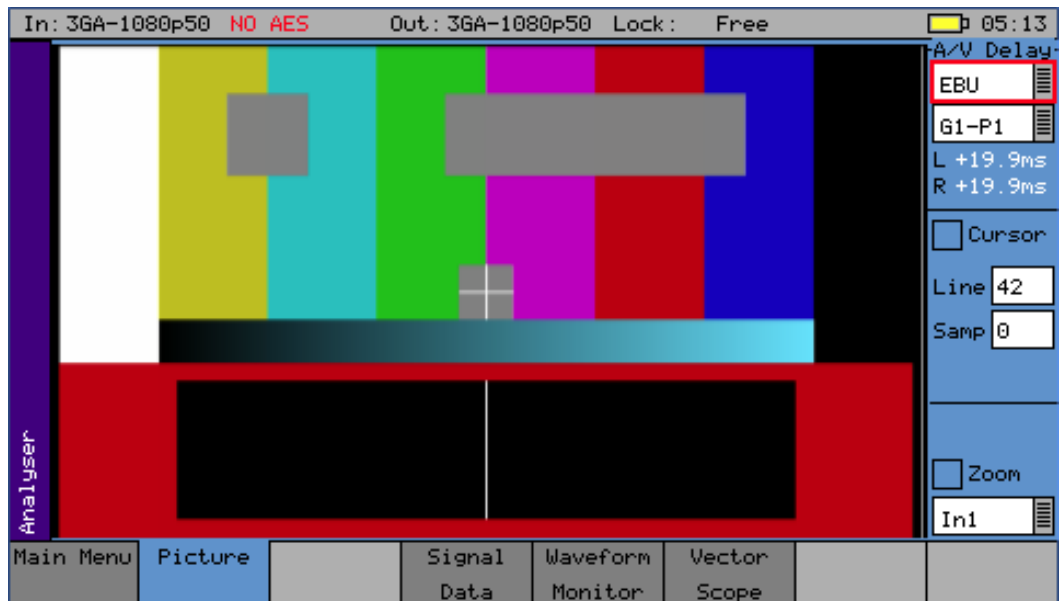 In: 3GA-1080p50 NO AES Out: 3GA-1080p50 Lock: Free 05:13
A/V Delay
EBU
G1-P1
L +19.9ms
R +19.9ms
Cursor
Line 42
Samp 0
Zoom
In1
Analyser
Main Menu Picture Signal Data Waveform Monitor Vector Scope